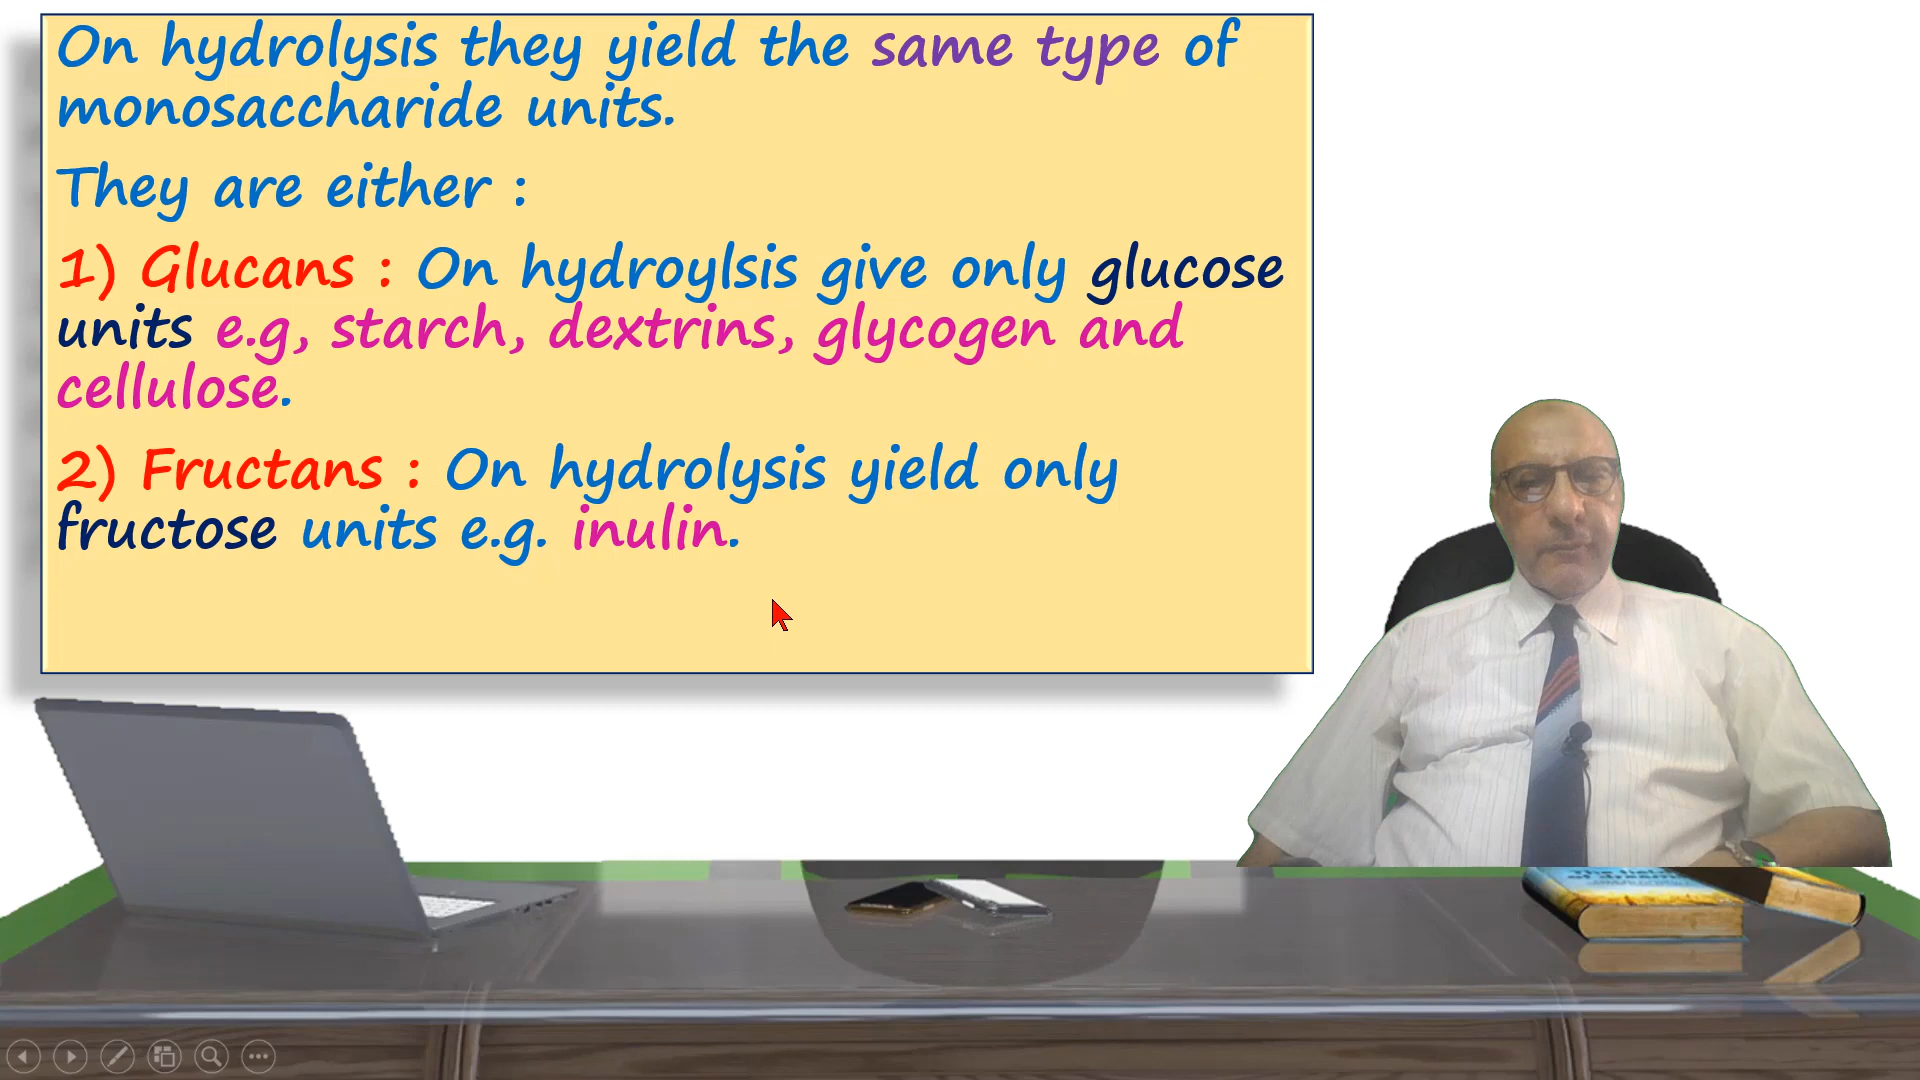 On hydrolysis they yield the same type of
monosaccharide units.
They are either :
1) Glucans : On hydroylsis give only glucose
units e.g, starch, dextrins, glycogen and
cellulose.
2) Fructans : On hydrolysis yield only
fructose units e.g. inulin.